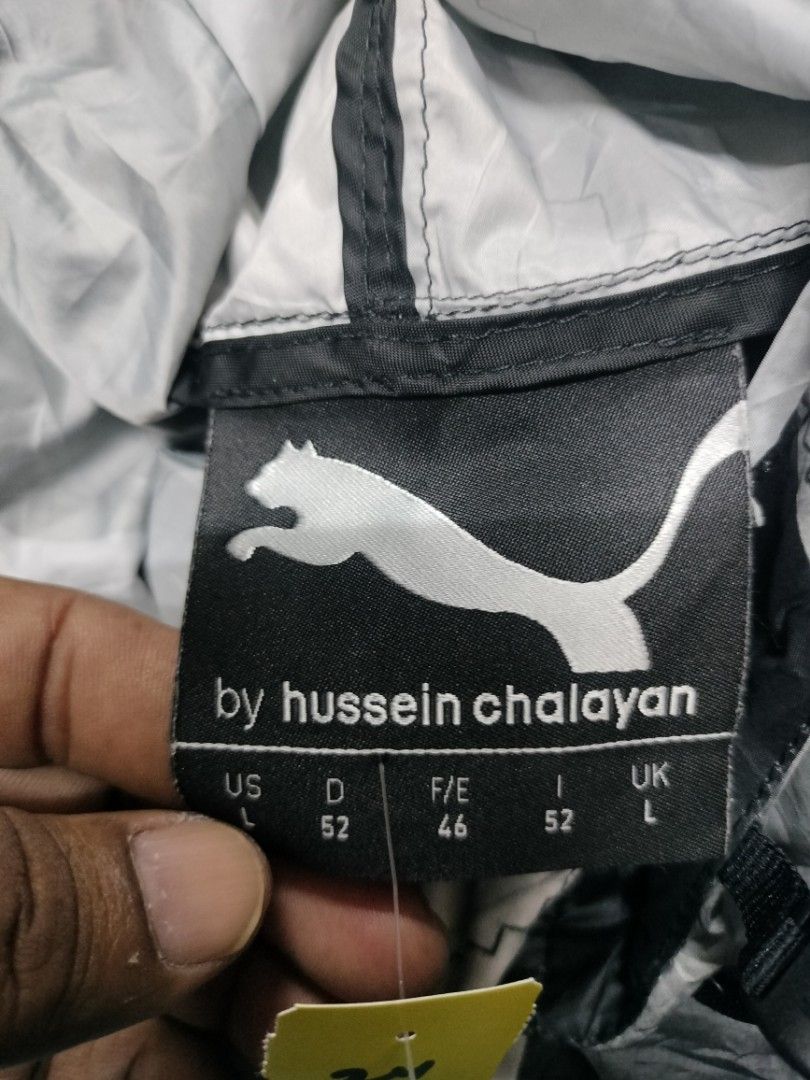 by hussein chalayan
US D F/E I UK
L 52 46 52 L